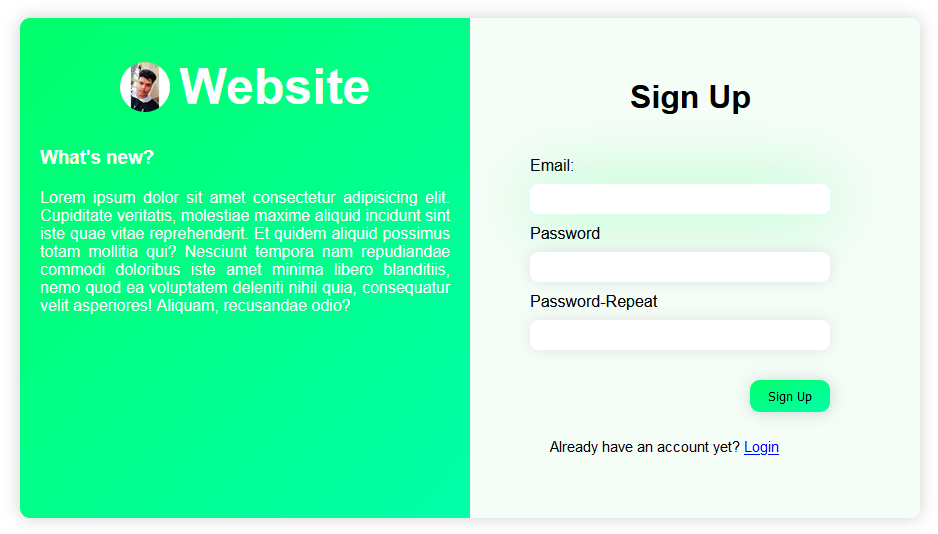 Website
What's new?
Lorem ipsum dolor sit amet consectetur adipisicing elit.
Cupiditate veritatis, molestiae maxime aliquid incidunt sint
iste quae vitae reprehenderit. Et quidem aliquid possimus
totam mollitia qui? Nesciunt tempora nam repudiandae
commodi doloribus iste amet minima libero blanditiis,
nemo quod ea voluptatem deleniti nihil quia, consequatur
velit asperiores! Aliquam, recusandae odio?
Sign Up
Email:
Password
Password-Repeat
Sign Up
Already have an account yet? Login